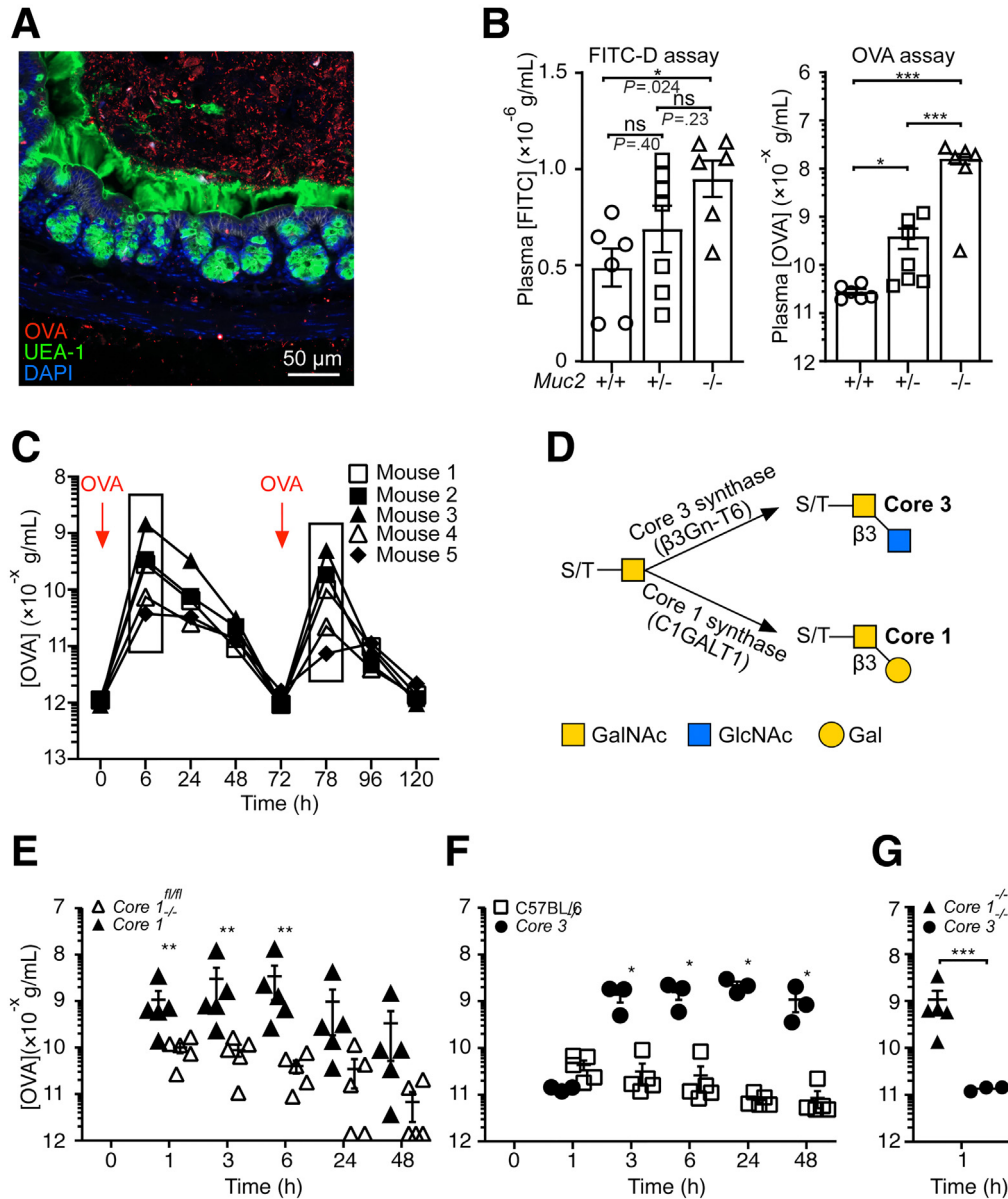 A
OVA
UEA-1
DAPI
50 µm
B
FITC-D assay
Plasma [FITC] (×10⁻⁶ g/mL)
1.5
1.0
0.5
0
*
P=.024
ns
P=.23
ns
P=.40
Muc2 +/+ +/- -/-
OVA assay
Plasma [OVA] (×10⁻ˣ g/mL)
6
7
8
9
10
11
12
***
***
*
+/+ +/- -/-
C
[OVA] (×10⁻ˣ g/mL)
8
9
10
11
12
13
OVA
OVA
Mouse 1
Mouse 2
Mouse 3
Mouse 4
Mouse 5
0 6 24 48 72 78 96 120
Time (h)
D
S/T
Core 3 synthase
(β3Gn-T6)
Core 1 synthase
(C1GALT1)
S/T
Core 3
β3
S/T
Core 1
β3
GalNAc GlcNAc Gal
E
[OVA](×10⁻ˣ g/mL)
7
8
9
10
11
12
Core 1 fl/fl
Core 1 -/-
** ** **
0 1 3 6 24 48
Time (h)
F
7
8
9
10
11
12
C57BL/6
Core 3 -/-
* * * *
0 1 3 6 24 48
Time (h)
G
7
8
9
10
11
12
Core 1 -/-
Core 3 -/-
***
1
Time (h)